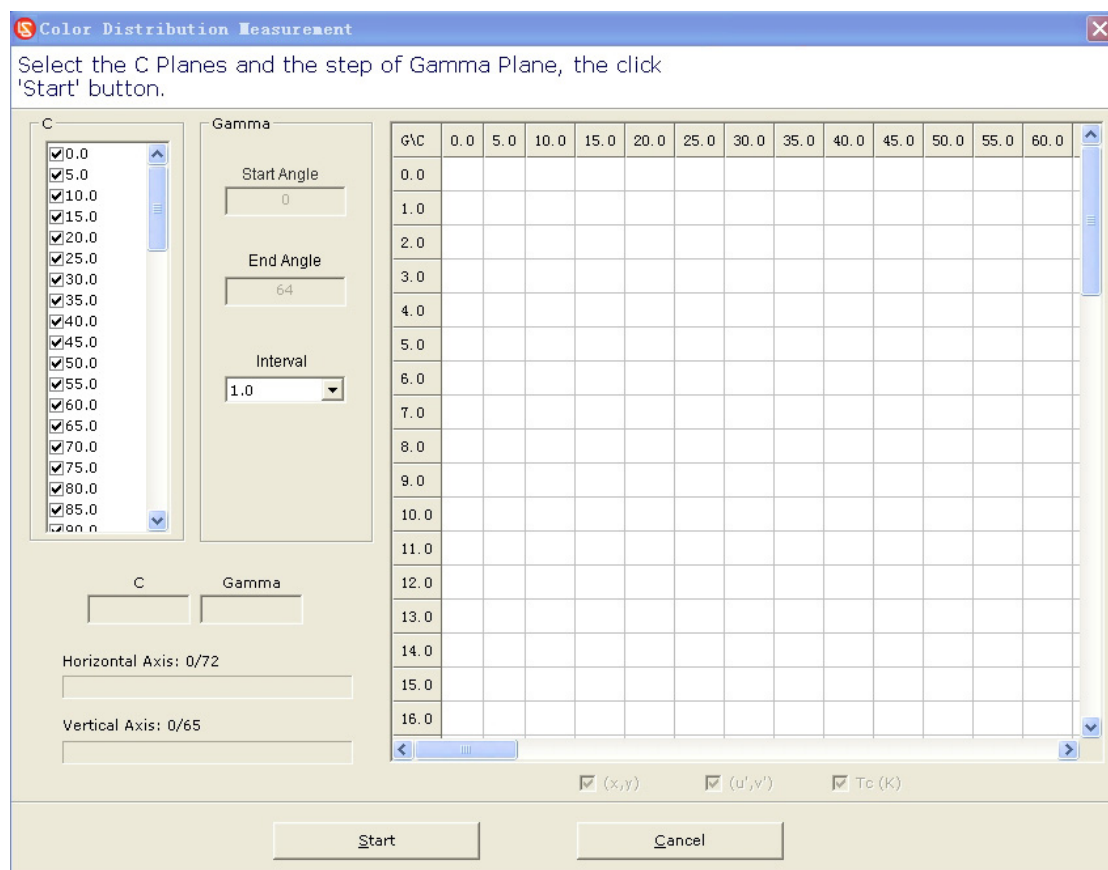 Color Distribution Measurement
Select the C Planes and the step of Gamma Plane, the click
'Start' button.
C
0.0
5.0
10.0
15.0
20.0
25.0
30.0
35.0
40.0
45.0
50.0
55.0
60.0
65.0
70.0
75.0
80.0
85.0
90.0
Gamma
Start Angle
0
End Angle
64
Interval
1.0
G\C 0.0 5.0 10.0 15.0 20.0 25.0 30.0 35.0 40.0 45.0 50.0 55.0 60.0
0.0
1.0
2.0
3.0
4.0
5.0
6.0
7.0
8.0
9.0
10.0
11.0
12.0
13.0
14.0
15.0
16.0
C Gamma
Horizontal Axis: 0/72
Vertical Axis: 0/65
(x,y) (u',v') Tc(K)
Start Cancel